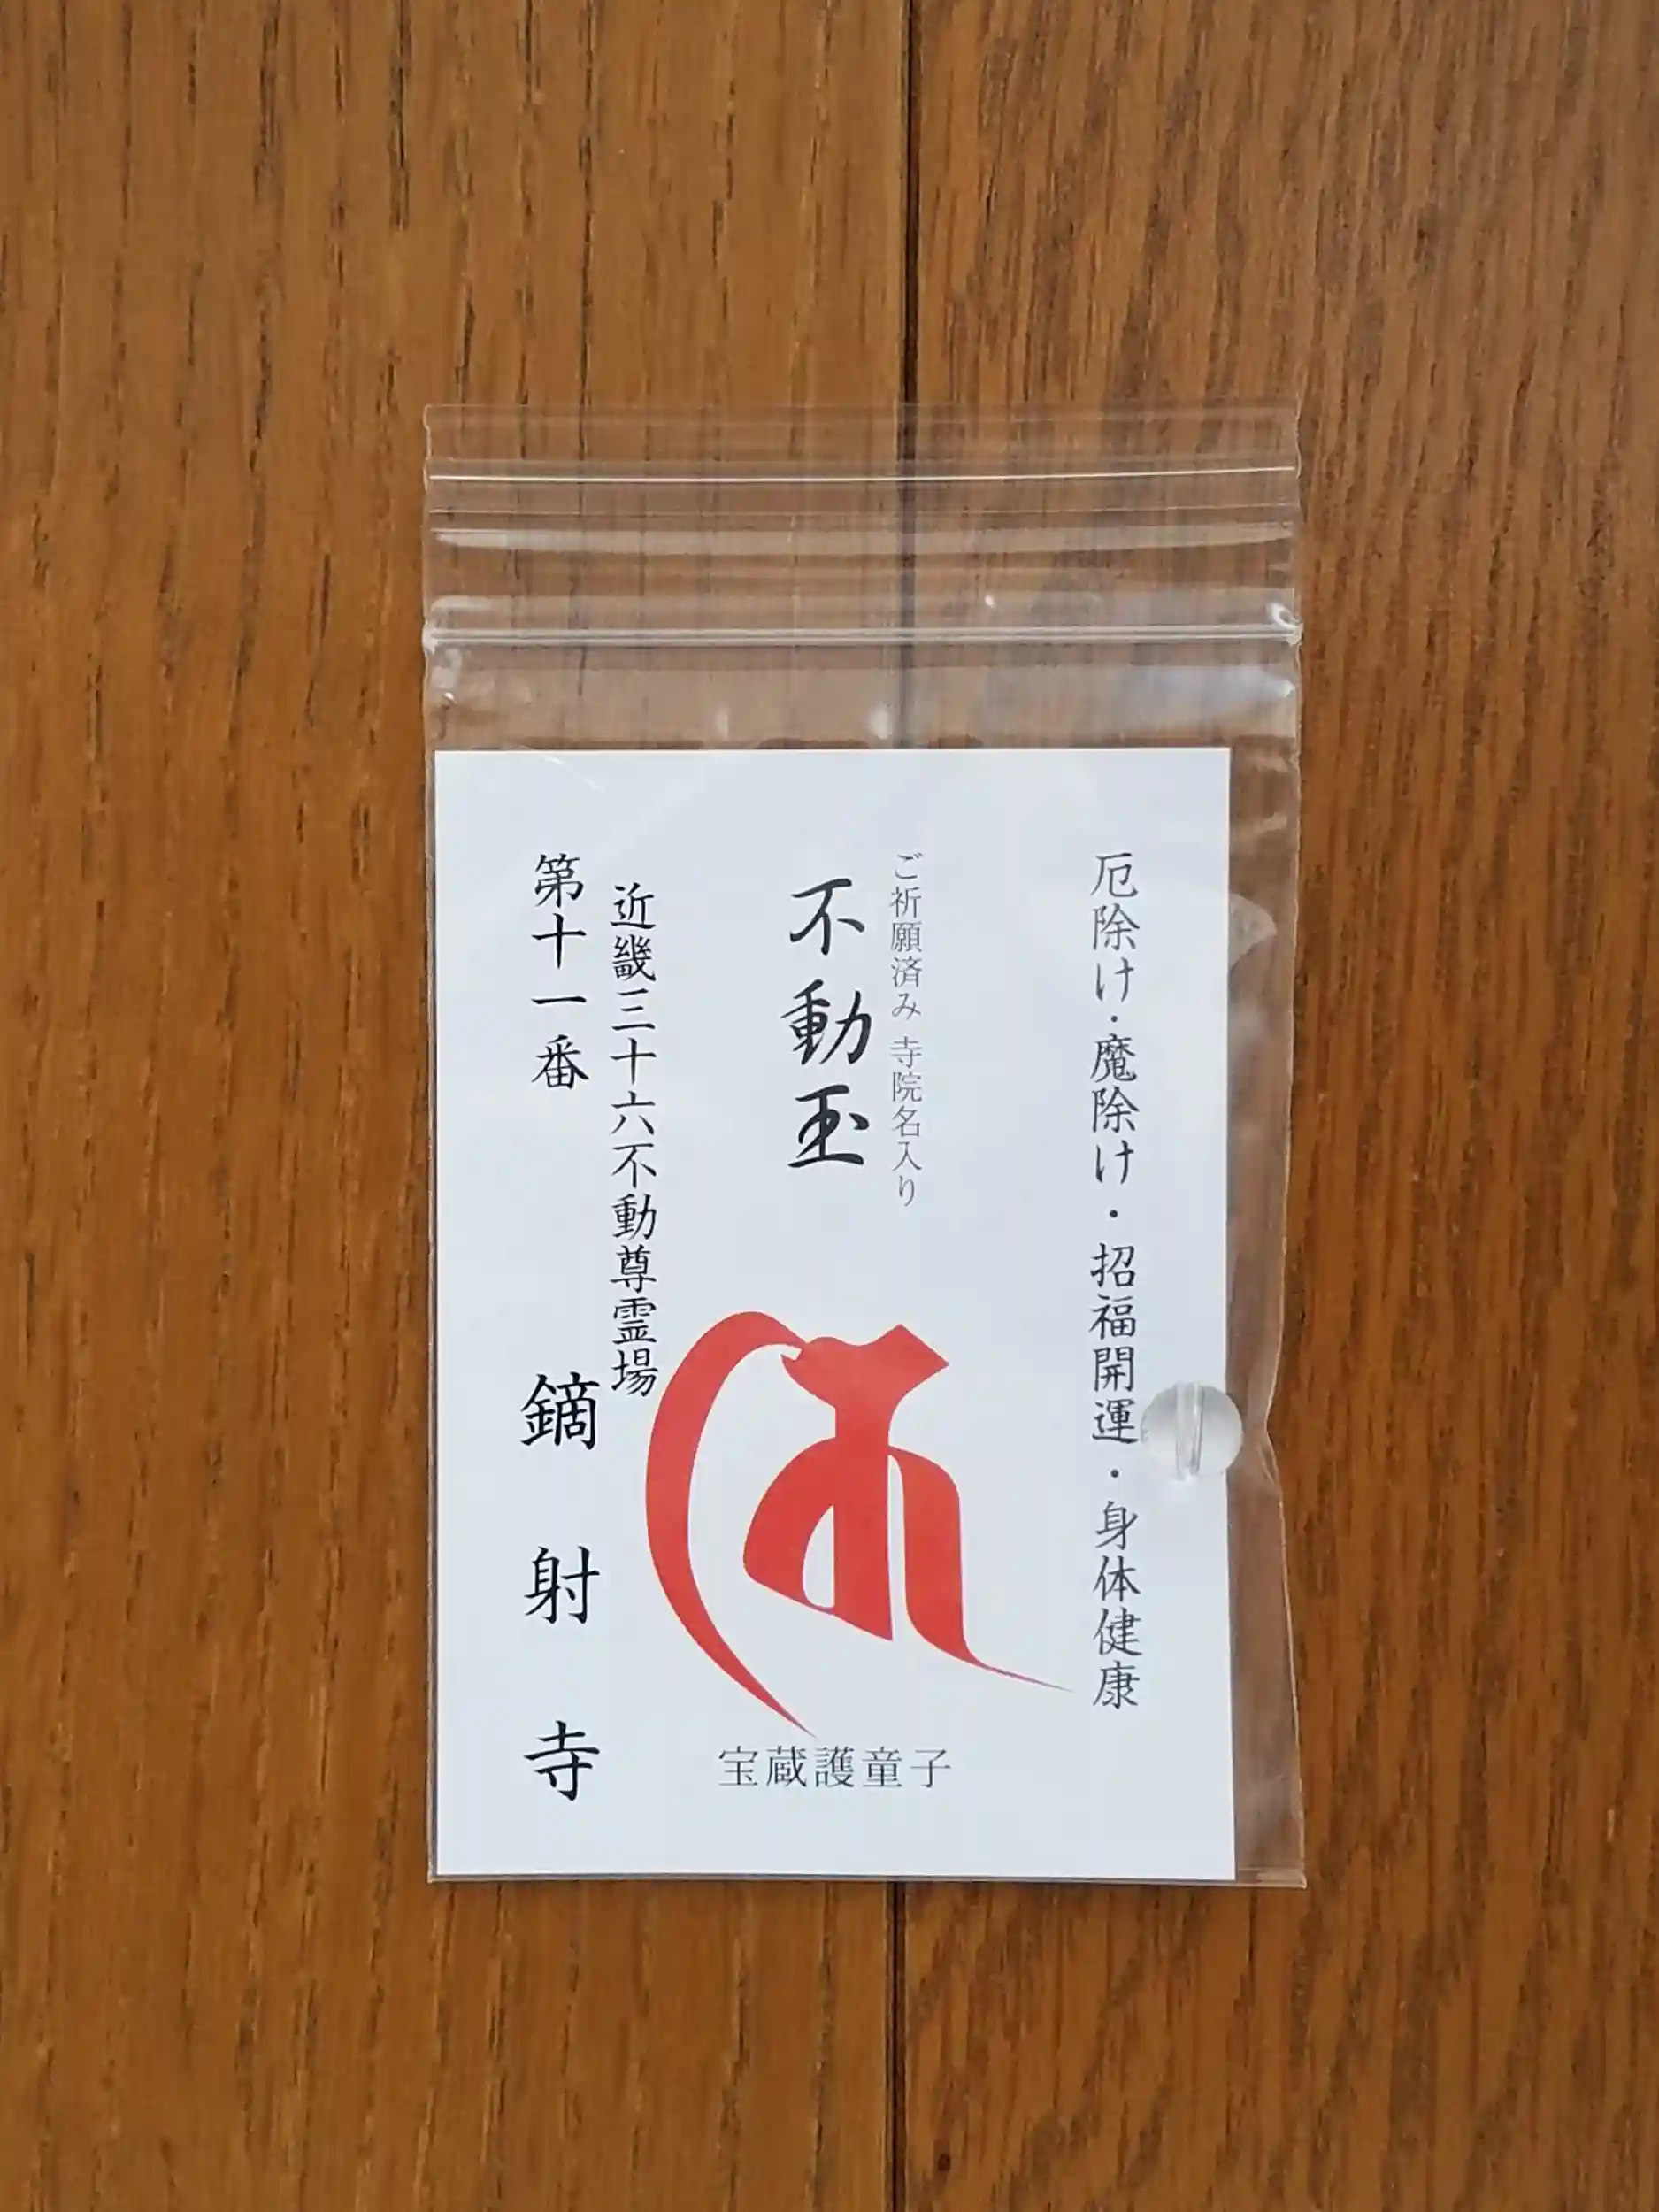 厄除け・魔除け・招福開運・身体健康
ご祈願済み 寺院名入り
不動玉
宝蔵護童子
近畿三十六不動尊霊場
第十一番 鏑射寺